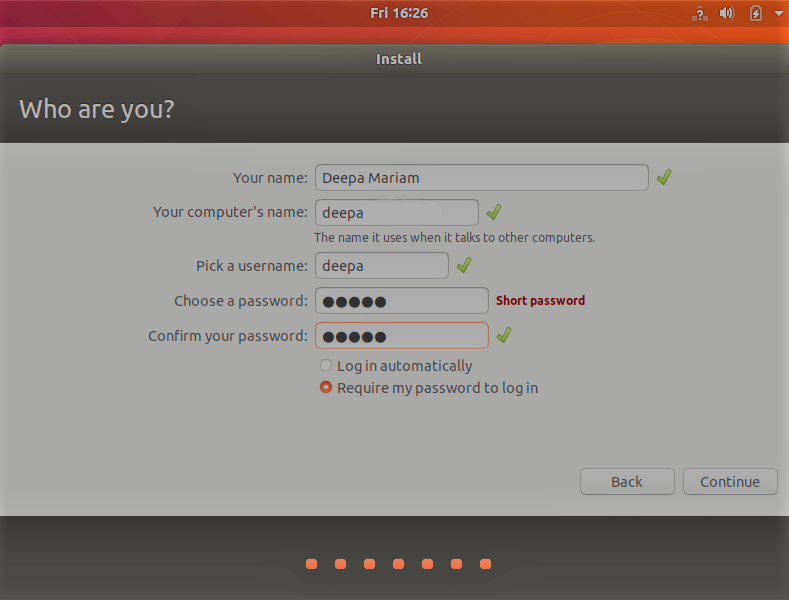 Fri 16:26
Install
Who are you?
Your name: Deepa Mariam
Your computer's name: deepa
The name it uses when it talks to other computers.
Pick a username: deepa
Choose a password: ●●●●● Short password
Confirm your password: ●●●●●
Log in automatically
Require my password to log in
Back Continue